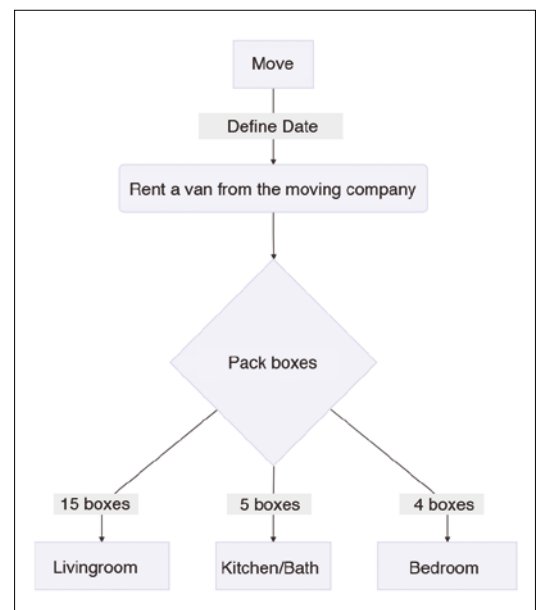 Move
Define Date
Rent a van from the moving company
Pack boxes
15 boxes
5 boxes
4 boxes
Livingroom
Kitchen/Bath
Bedroom